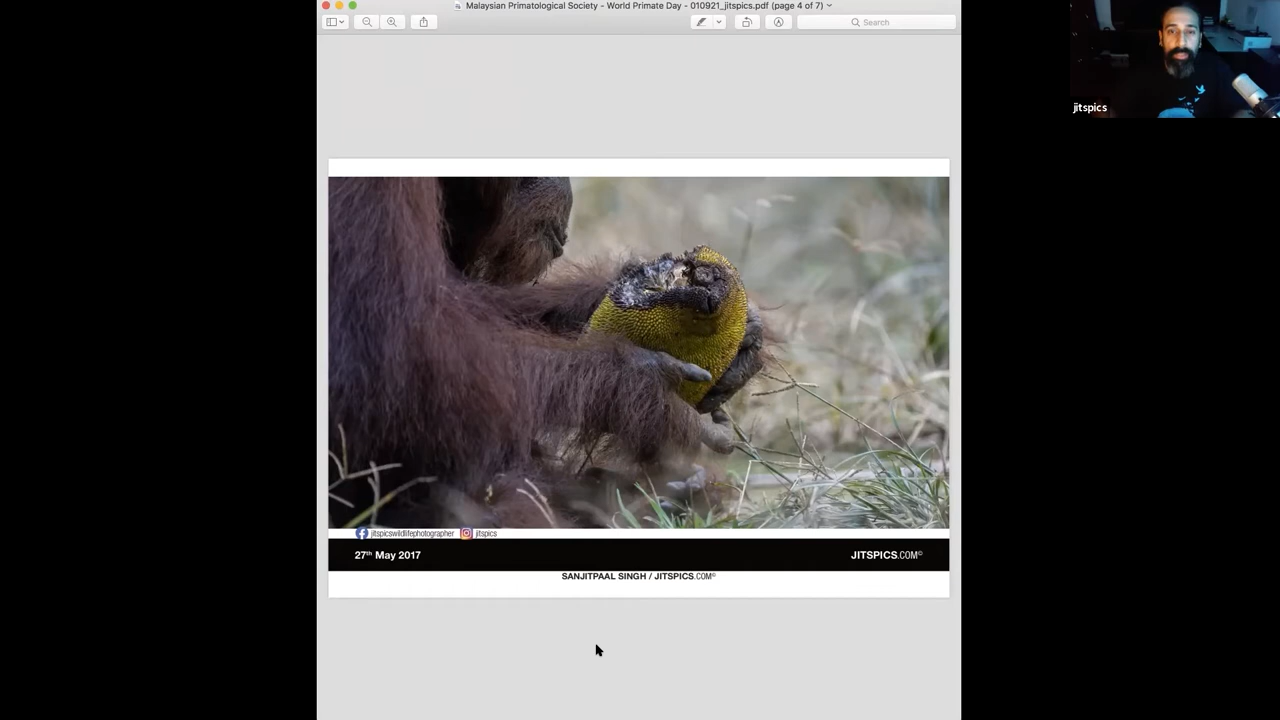 Malaysian Primatological Society - World Primate Day - 010921_jitspics.pdf (page 4 of 7)
Search
jitspics
jitspicswildlifephotographer jitspics
27th May 2017 JITSPICS.COM©
SANJITPAAL SINGH / JITSPICS.COM©